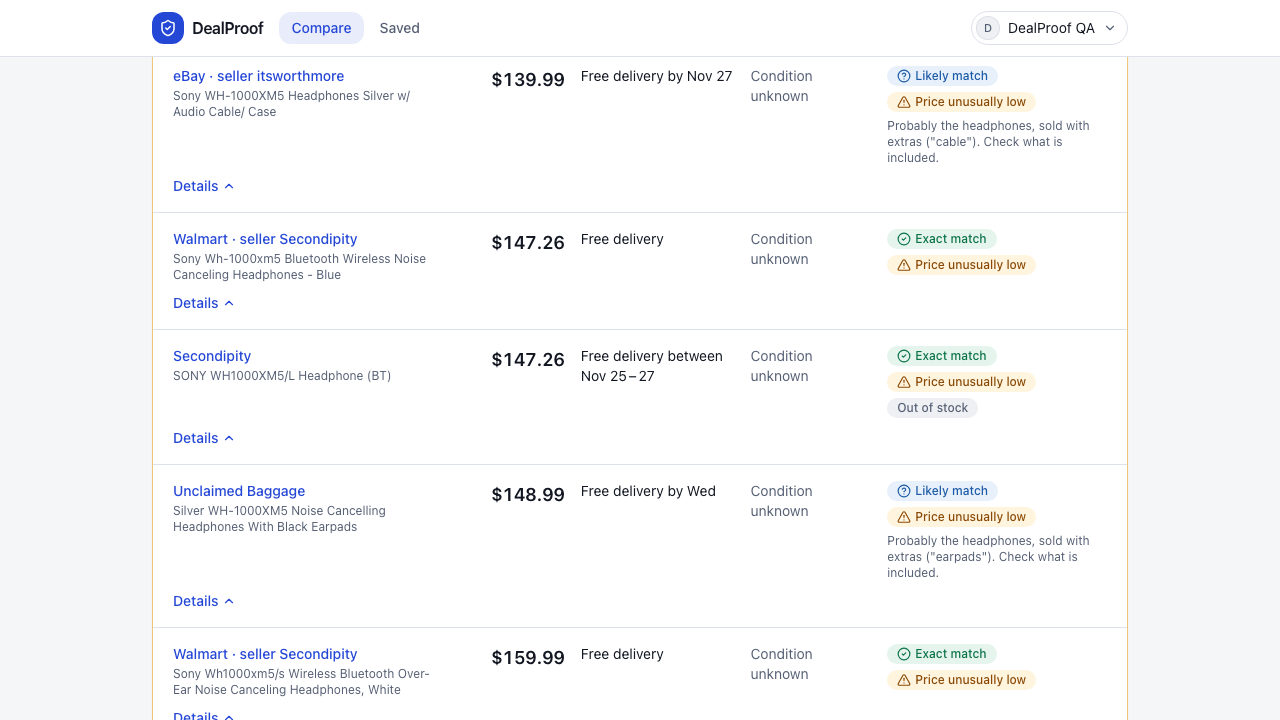 DealProof
Compare
Saved
D
DealProof QA
eBay · seller itsworthmore
Sony WH-1000XM5 Headphones Silver w/
Audio Cable/ Case
$139.99
Free delivery by Nov 27
Condition
unknown
Likely match
Price unusually low
Probably the headphones, sold with
extras ("cable"). Check what is
included.
Details
Walmart · seller Secondipity
Sony Wh-1000xm5 Bluetooth Wireless Noise
Canceling Headphones - Blue
$147.26
Free delivery
Condition
unknown
Exact match
Price unusually low
Details
Secondipity
SONY WH1000XM5/L Headphone (BT)
$147.26
Free delivery between
Nov 25 – 27
Condition
unknown
Exact match
Price unusually low
Out of stock
Details
Unclaimed Baggage
Silver WH-1000XM5 Noise Cancelling
Headphones With Black Earpads
$148.99
Free delivery by Wed
Condition
unknown
Likely match
Price unusually low
Probably the headphones, sold with
extras ("earpads"). Check what is
included.
Details
Walmart · seller Secondipity
Sony Wh1000xm5/s Wireless Bluetooth Over-
Ear Noise Canceling Headphones, White
$159.99
Free delivery
Condition
unknown
Exact match
Price unusually low
Details